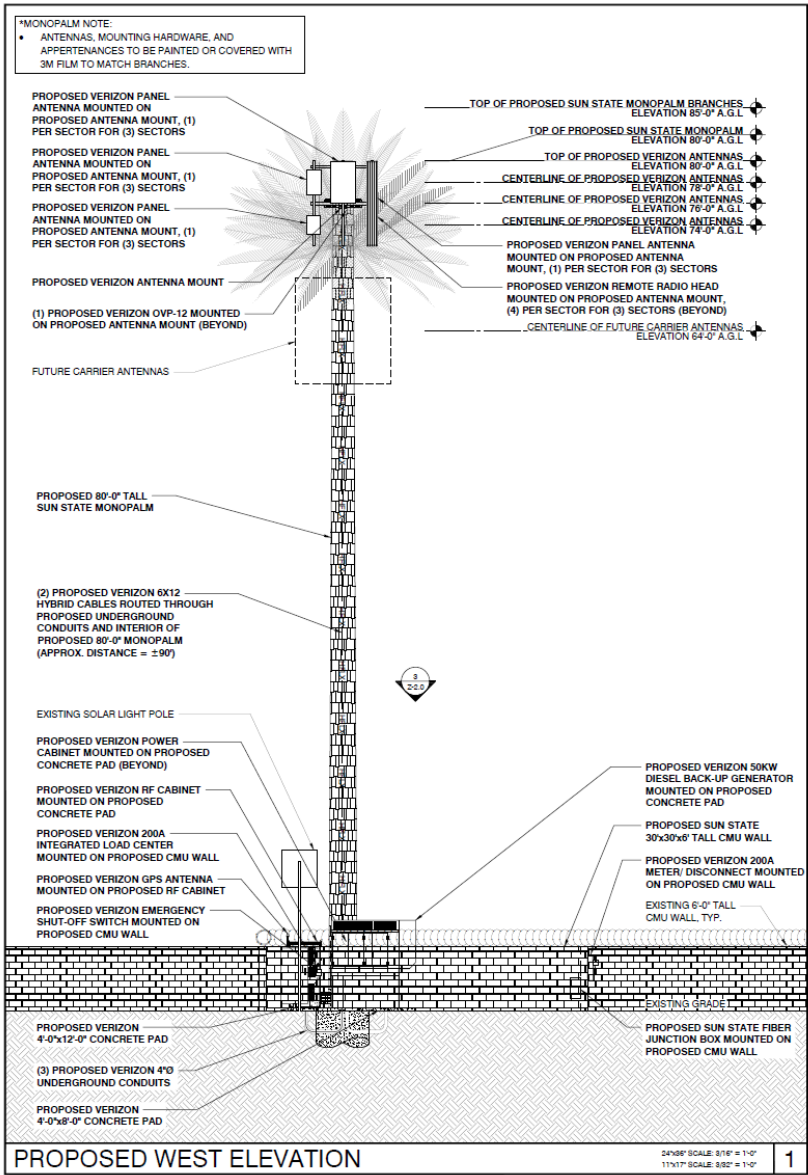 *MONOPALM NOTE:
• ANTENNAS, MOUNTING HARDWARE, AND
APPERTENANCES TO BE PAINTED OR COVERED WITH
3M FILM TO MATCH BRANCHES.
PROPOSED VERIZON PANEL
ANTENNA MOUNTED ON
PROPOSED ANTENNA MOUNT, (1)
PER SECTOR FOR (3) SECTORS
PROPOSED VERIZON PANEL
ANTENNA MOUNTED ON
PROPOSED ANTENNA MOUNT, (1)
PER SECTOR FOR (3) SECTORS
PROPOSED VERIZON PANEL
ANTENNA MOUNTED ON
PROPOSED ANTENNA MOUNT, (1)
PER SECTOR FOR (3) SECTORS
PROPOSED VERIZON ANTENNA MOUNT
(1) PROPOSED VERIZON OVP-12 MOUNTED
ON PROPOSED ANTENNA MOUNT (BEYOND)
FUTURE CARRIER ANTENNAS
TOP OF PROPOSED SUN STATE MONOPALM BRANCHES
ELEVATION 85'-0" A.G.L
TOP OF PROPOSED SUN STATE MONOPALM
ELEVATION 80'-0" A.G.L
TOP OF PROPOSED VERIZON ANTENNAS
ELEVATION 80'-0" A.G.L
CENTERLINE OF PROPOSED VERIZON ANTENNAS
ELEVATION 78'-0" A.G.L
CENTERLINE OF PROPOSED VERIZON ANTENNAS
ELEVATION 76'-0" A.G.L
CENTERLINE OF PROPOSED VERIZON ANTENNAS
ELEVATION 74'-0" A.G.L
PROPOSED VERIZON PANEL ANTENNA
MOUNTED ON PROPOSED ANTENNA
MOUNT, (1) PER SECTOR FOR (3) SECTORS
PROPOSED VERIZON REMOTE RADIO HEAD
MOUNTED ON PROPOSED ANTENNA MOUNT,
(4) PER SECTOR FOR (3) SECTORS (BEYOND)
CENTERLINE OF FUTURE CARRIER ANTENNAS
ELEVATION 64'-0" A.G.L
PROPOSED 80'-0" TALL
SUN STATE MONOPALM
(2) PROPOSED VERIZON 6X12
HYBRID CABLES ROUTED THROUGH
PROPOSED UNDERGROUND
CONDUITS AND INTERIOR OF
PROPOSED 80'-0" MONOPALM
(APPROX. DISTANCE = ±90')
3
Z-2.0
EXISTING SOLAR LIGHT POLE
PROPOSED VERIZON POWER
CABINET MOUNTED ON PROPOSED
CONCRETE PAD (BEYOND)
PROPOSED VERIZON RF CABINET
MOUNTED ON PROPOSED
CONCRETE PAD
PROPOSED VERIZON 200A
INTEGRATED LOAD CENTER
MOUNTED ON PROPOSED CMU WALL
PROPOSED VERIZON GPS ANTENNA
MOUNTED ON PROPOSED RF CABINET
PROPOSED VERIZON EMERGENCY
SHUT-OFF SWITCH MOUNTED ON
PROPOSED CMU WALL
PROPOSED VERIZON 50KW
DIESEL BACK-UP GENERATOR
MOUNTED ON PROPOSED
CONCRETE PAD
PROPOSED SUN STATE
30'x30'x6' TALL CMU WALL
PROPOSED VERIZON 200A
METER/ DISCONNECT MOUNTED
ON PROPOSED CMU WALL
EXISTING 6'-0" TALL
CMU WALL, TYP.
EXISTING GRADE
PROPOSED SUN STATE FIBER
JUNCTION BOX MOUNTED ON
PROPOSED CMU WALL
PROPOSED VERIZON
4'-0"x12'-0" CONCRETE PAD
(3) PROPOSED VERIZON 4"Ø
UNDERGROUND CONDUITS
PROPOSED VERIZON
4'-0"x8'-0" CONCRETE PAD
PROPOSED WEST ELEVATION
24"x36" SCALE: 3/16" = 1'-0"
11"x17" SCALE: 3/32" = 1'-0"
1